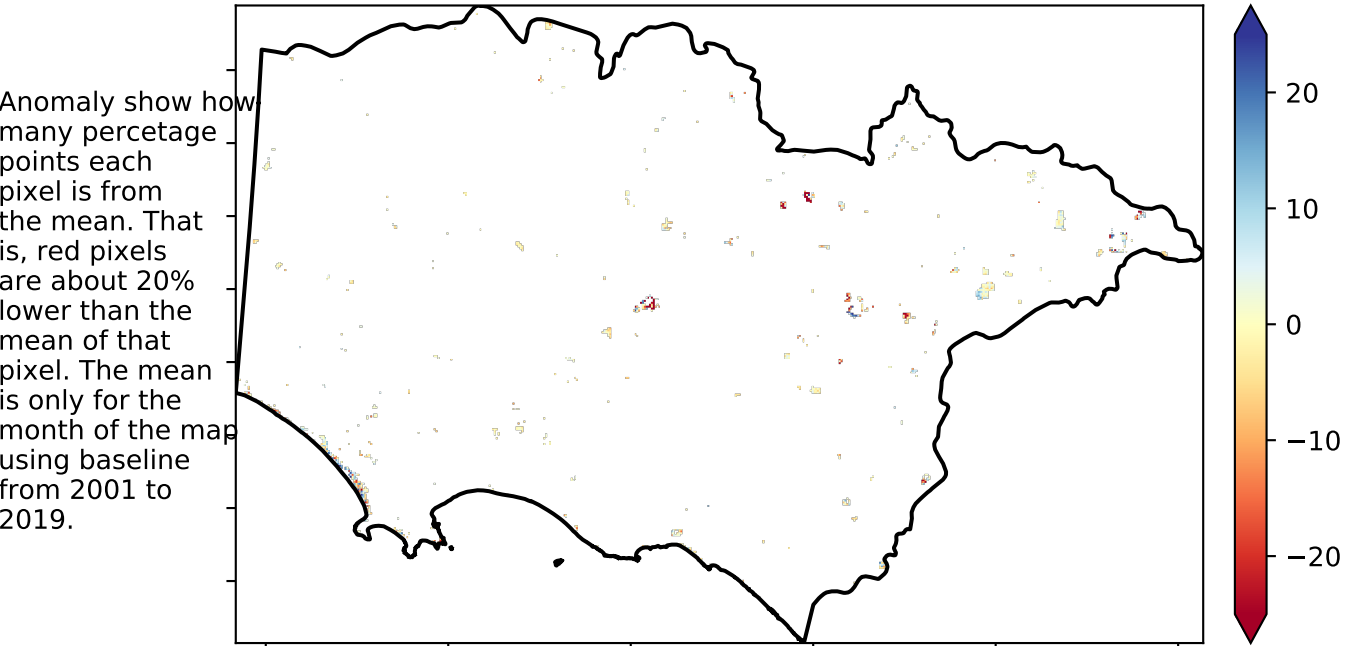 Anomaly show how
many percetage
points each
pixel is from
the mean. That
is, red pixels
are about 20%
lower than the
mean of that
pixel. The mean
is only for the
month of the map
using baseline
from 2001 to
2019.
20
10
0
−10
−20